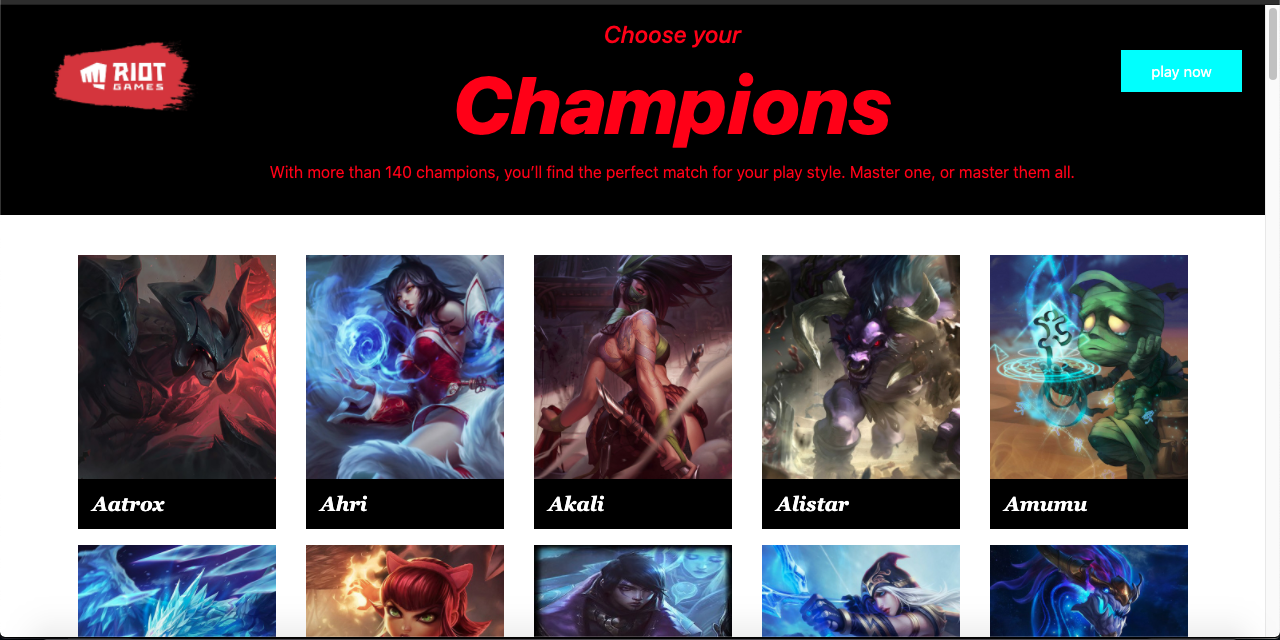 Choose your
RIOT
GAMES
play now
Champions
With more than 140 champions, you'll find the perfect match for your play style. Master one, or master them all.
Aatrox
Ahri
Akali
Alistar
Amumu